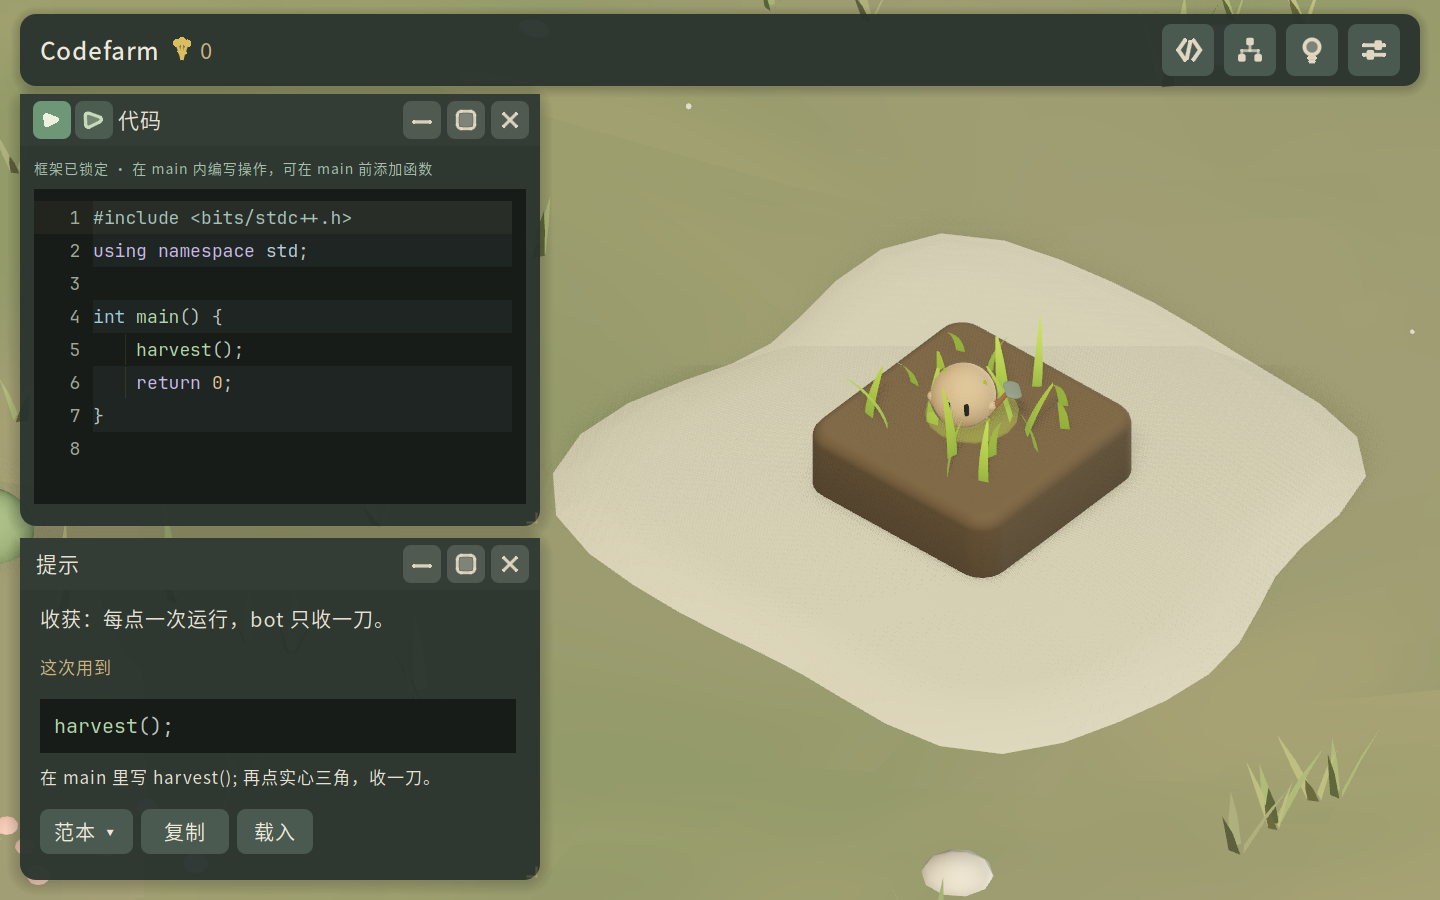 Codefarm 0
代码
框架已锁定 · 在 main 内编写操作，可在 main 前添加函数
1 #include <bits/stdc++.h>
2 using namespace std;
3
4 int main() {
5     harvest();
6     return 0;
7 }
8
提示
收获：每点一次运行，bot 只收一刀。
这次用到
harvest();
在 main 里写 harvest(); 再点实心三角，收一刀。
范本 ▾ 复制 载入